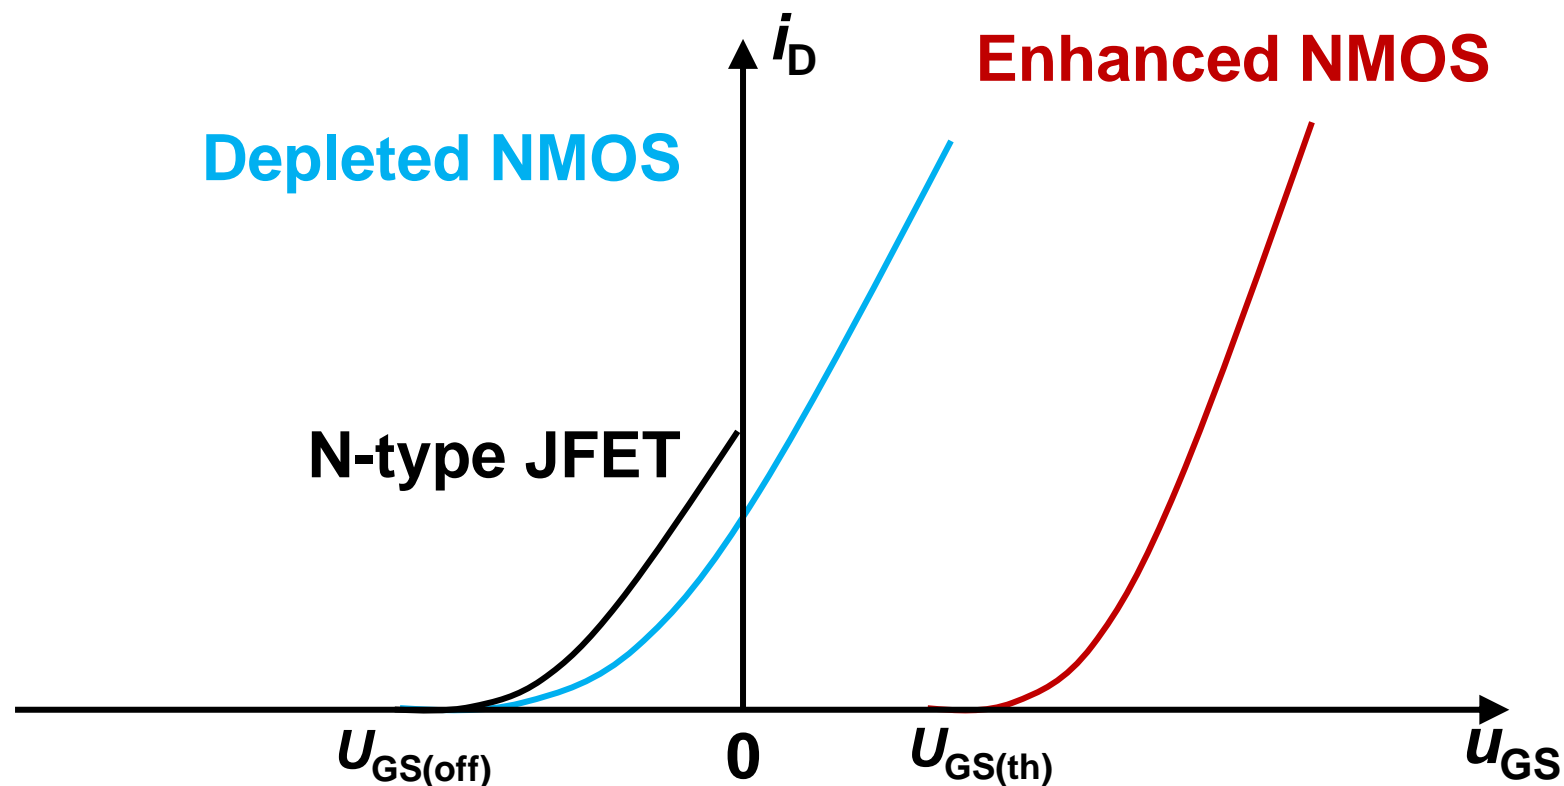 iD
Enhanced NMOS
Depleted NMOS
N-type JFET
UGS(off)
0
UGS(th)
uGS